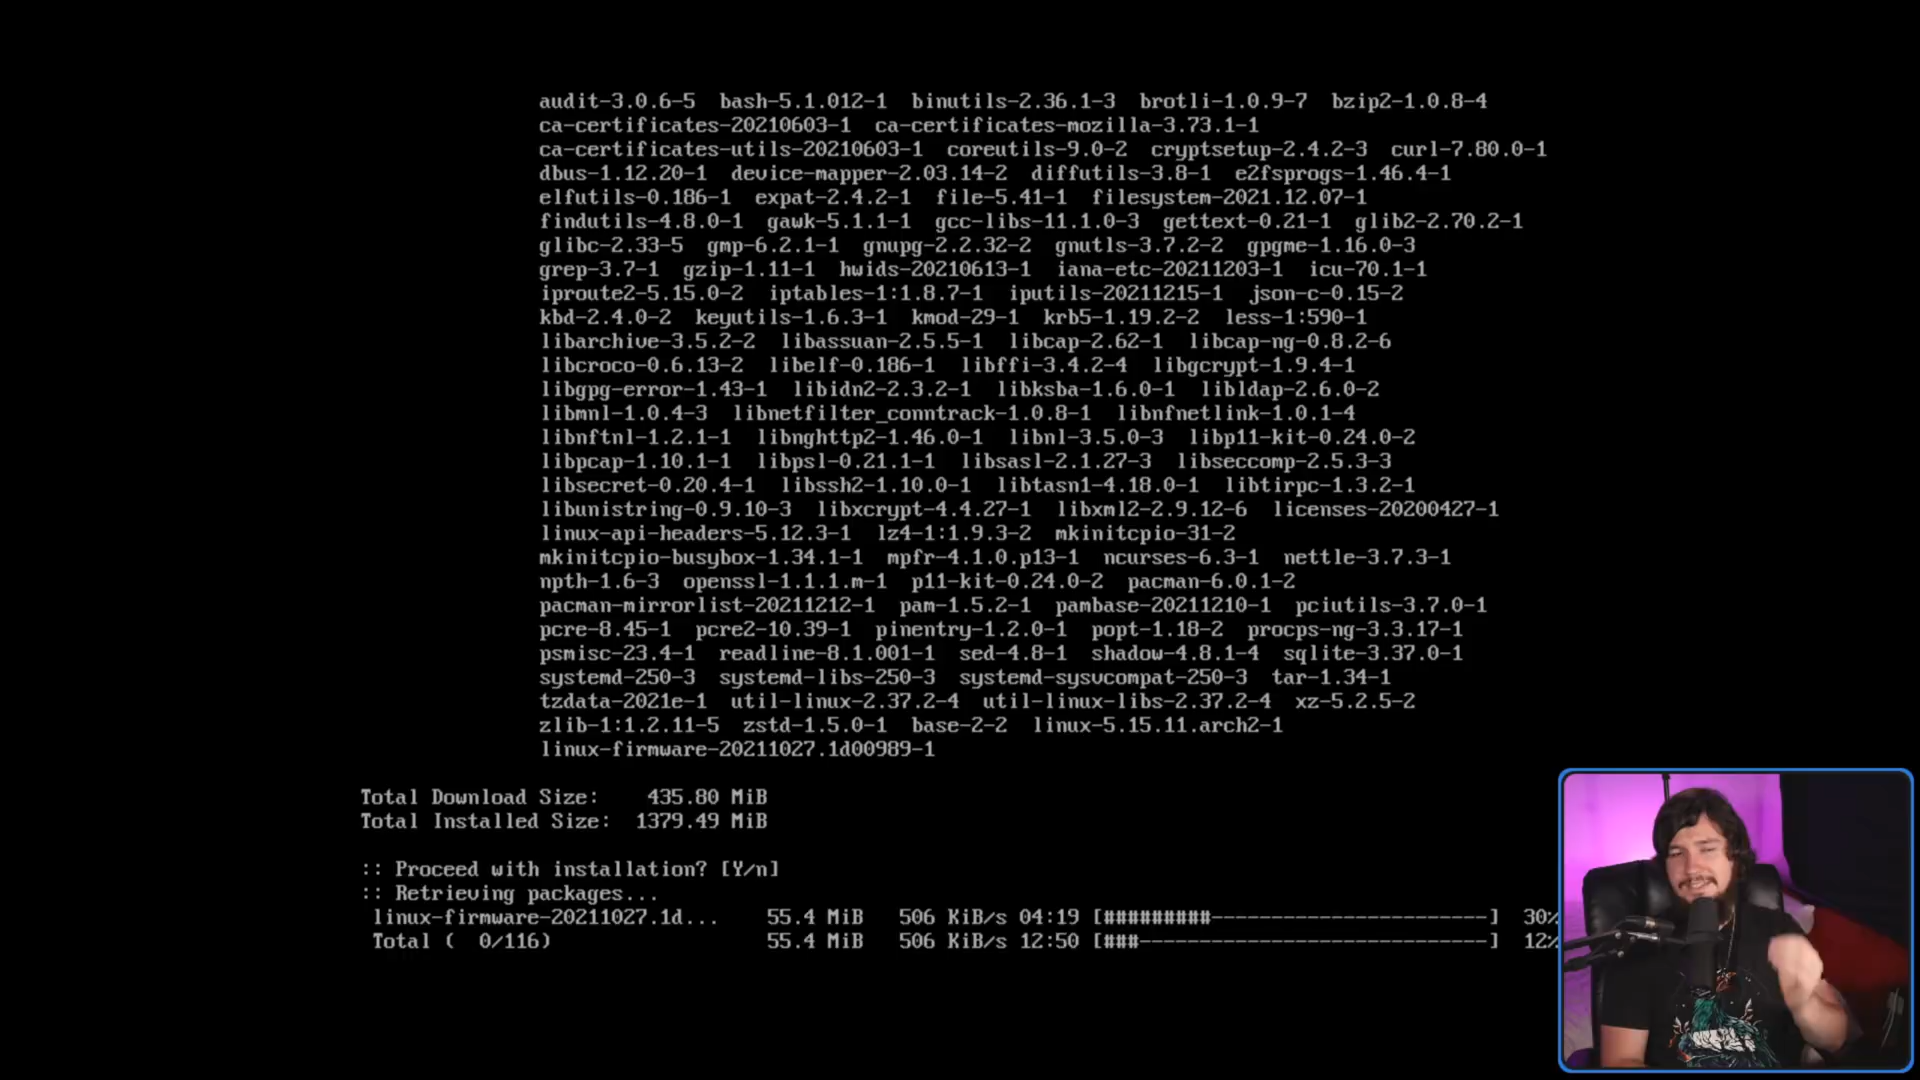 audit-3.0.6-5  bash-5.1.012-1  binutils-2.36.1-3  brotli-1.0.9-7  bzip2-1.0.8-4
ca-certificates-20210603-1  ca-certificates-mozilla-3.73.1-1
ca-certificates-utils-20210603-1  coreutils-9.0-2  cryptsetup-2.4.2-3  curl-7.80.0-1
dbus-1.12.20-1  device-mapper-2.03.14-2  diffutils-3.8-1  e2fsprogs-1.46.4-1
elfutils-0.186-1  expat-2.4.2-1  file-5.41-1  filesystem-2021.12.07-1
findutils-4.8.0-1  gawk-5.1.1-1  gcc-libs-11.1.0-3  gettext-0.21-1  glib2-2.70.2-1
glibc-2.33-5  gmp-6.2.1-1  gnupg-2.2.32-2  gnutls-3.7.2-2  gpgme-1.16.0-3
grep-3.7-1  gzip-1.11-1  hwids-20210613-1  iana-etc-20211203-1  icu-70.1-1
iproute2-5.15.0-2  iptables-1:1.8.7-1  iputils-20211215-1  json-c-0.15-2
kbd-2.4.0-2  keyutils-1.6.3-1  kmod-29-1  krb5-1.19.2-2  less-1:590-1
libarchive-3.5.2-2  libassuan-2.5.5-1  libcap-2.62-1  libcap-ng-0.8.2-6
libcroco-0.6.13-2  libelf-0.186-1  libffi-3.4.2-4  libgcrypt-1.9.4-1
libgpg-error-1.43-1  libidn2-2.3.2-1  libksba-1.6.0-1  libldap-2.6.0-2
libmnl-1.0.4-3  libnetfilter_conntrack-1.0.8-1  libnfnetlink-1.0.1-4
libnftnl-1.2.1-1  libnghttp2-1.46.0-1  libnl-3.5.0-3  libp11-kit-0.24.0-2
libpcap-1.10.1-1  libpsl-0.21.1-1  libsasl-2.1.27-3  libseccomp-2.5.3-3
libsecret-0.20.4-1  libssh2-1.10.0-1  libtasn1-4.18.0-1  libtirpc-1.3.2-1
libunistring-0.9.10-3  libxcrypt-4.4.27-1  libxml2-2.9.12-6  licenses-20200427-1
linux-api-headers-5.12.3-1  lz4-1:1.9.3-2  mkinitcpio-31-2
mkinitcpio-busybox-1.34.1-1  mpfr-4.1.0.p13-1  ncurses-6.3-1  nettle-3.7.3-1
npth-1.6-3  openssl-1.1.1.m-1  p11-kit-0.24.0-2  pacman-6.0.1-2
pacman-mirrorlist-20211212-1  pam-1.5.2-1  pambase-20211210-1  pciutils-3.7.0-1
pcre-8.45-1  pcre2-10.39-1  pinentry-1.2.0-1  popt-1.18-2  procps-ng-3.3.17-1
psmisc-23.4-1  readline-8.1.001-1  sed-4.8-1  shadow-4.8.1-4  sqlite-3.37.0-1
systemd-250-3  systemd-libs-250-3  systemd-sysvcompat-250-3  tar-1.34-1
tzdata-2021e-1  util-linux-2.37.2-4  util-linux-libs-2.37.2-4  xz-5.2.5-2
zlib-1:1.2.11-5  zstd-1.5.0-1  base-2-2  linux-5.15.11.arch2-1
linux-firmware-20211027.1d00989-1
Total Download Size:    435.80 MiB
Total Installed Size:  1379.49 MiB
:: Proceed with installation? [Y/n]
:: Retrieving packages...
linux-firmware-20211027.1d...    55.4 MiB   506 KiB/s 04:19 [#########-----------------------] 30%
Total (  0/116)                  55.4 MiB   506 KiB/s 12:50 [###-----------------------------] 12%